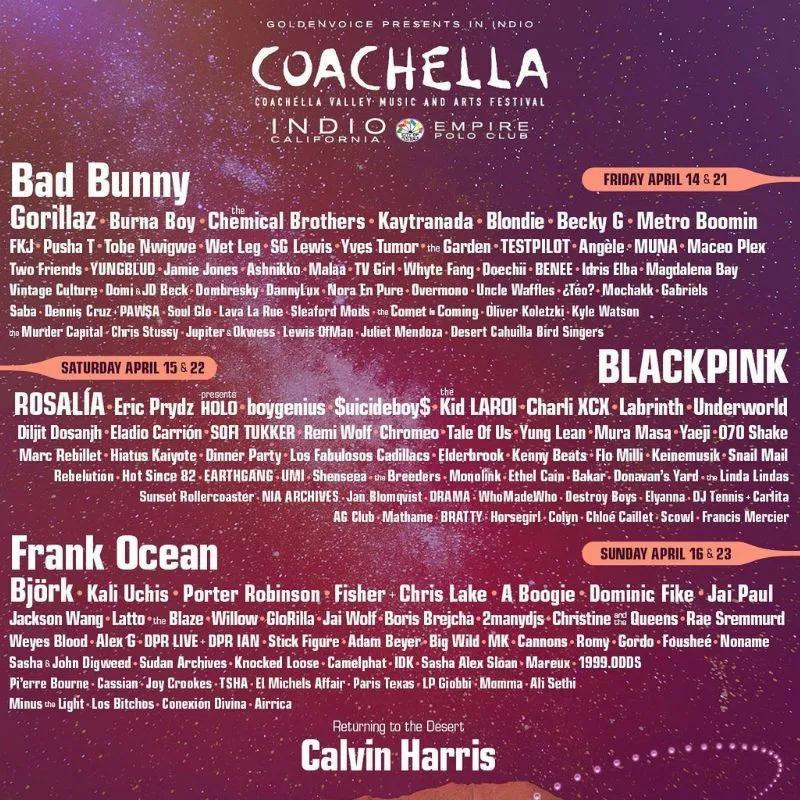 GOLDENVOICE PRESENTS IN INDIO
COACHELLA
COACHELLA VALLEY MUSIC AND ARTS FESTIVAL
INDIO CALIFORNIA EMPIRE POLO CLUB
Bad Bunny
FRIDAY APRIL 14 & 21
Gorillaz • Burna Boy • the Chemical Brothers • Kaytranada • Blondie • Becky G • Metro Boomin
FKJ • Pusha T • Tobe Nwigwe • Wet Leg • SG Lewis • Yves Tumor • the Garden • TESTPILOT • Angèle • MUNA • Maceo Plex
Two Friends • YUNGBLUD • Jamie Jones • Ashnikko • Malaa • TV Girl • Whyte Fang • Doechii • BENEE • Idris Elba • Magdalena Bay
Vintage Culture • Domi & JD Beck • Dombresky • DannyLux • Nora En Pure • Overmono • Uncle Waffles • ¿Téo? • Mochakk • Gabriels
Saba • Dennis Cruz + PAWSA • Soul Glo • Lava La Rue • Sleaford Mods • the Comet is Coming • Oliver Koletzki • Kyle Watson
the Murder Capital • Chris Stussy • Jupiter & Okwess • Lewis OfMan • Juliet Mendoza • Desert Cahuilla Bird Singers
BLACKPINK
SATURDAY APRIL 15 & 22
ROSALÍA • Eric Prydz presents HOLO • boygenius • $uicideboy$ • the Kid LAROI • Charli XCX • Labrinth • Underworld
Diljit Dosanjh • Eladio Carrión • SOFI TUKKER • Remi Wolf • Chromeo • Tale Of Us • Yung Lean • Mura Masa • Yaeji • 070 Shake
Marc Rebillet • Hiatus Kaiyote • Dinner Party • Los Fabulosos Cadillacs • Elderbrook • Kenny Beats • Flo Milli • Keinemusik • Snail Mail
Rebelution • Hot Since 82 • EARTHGANG • UMI • Shenseea • the Breeders • Monolink • Ethel Cain • Bakar • Donavan's Yard • the Linda Lindas
Sunset Rollercoaster • NIA ARCHIVES • Jan Blomqvist • DRAMA • WhoMadeWho • Destroy Boys • Elyanna • DJ Tennis + Carlita
AG Club • Mathame • BRATTY • Horsegirl • Colyn • Chloé Caillet • Scowl • Francis Mercier
Frank Ocean
SUNDAY APRIL 16 & 23
Björk • Kali Uchis • Porter Robinson • Fisher + Chris Lake • A Boogie • Dominic Fike • Jai Paul
Jackson Wang • Latto • the Blaze • Willow • GloRilla • Jai Wolf • Boris Brejcha • 2manydjs • Christine and the Queens • Rae Sremmurd
Weyes Blood • Alex G • DPR LIVE + DPR IAN • Stick Figure • Adam Beyer • Big Wild • MK • Cannons • Romy • Gordo • Fousheé • Noname
Sasha & John Digweed • Sudan Archives • Knocked Loose • Camelphat • IDK • Sasha Alex Sloan • Mareux • 1999.ODDS
Pi'erre Bourne • Cassian • Joy Crookes • TSHA • El Michels Affair • Paris Texas • LP Giobbi • Momma • Ali Sethi
Minus the Light • Los Bitchos • Conexión Divina • Airrica
Returning to the Desert
Calvin Harris